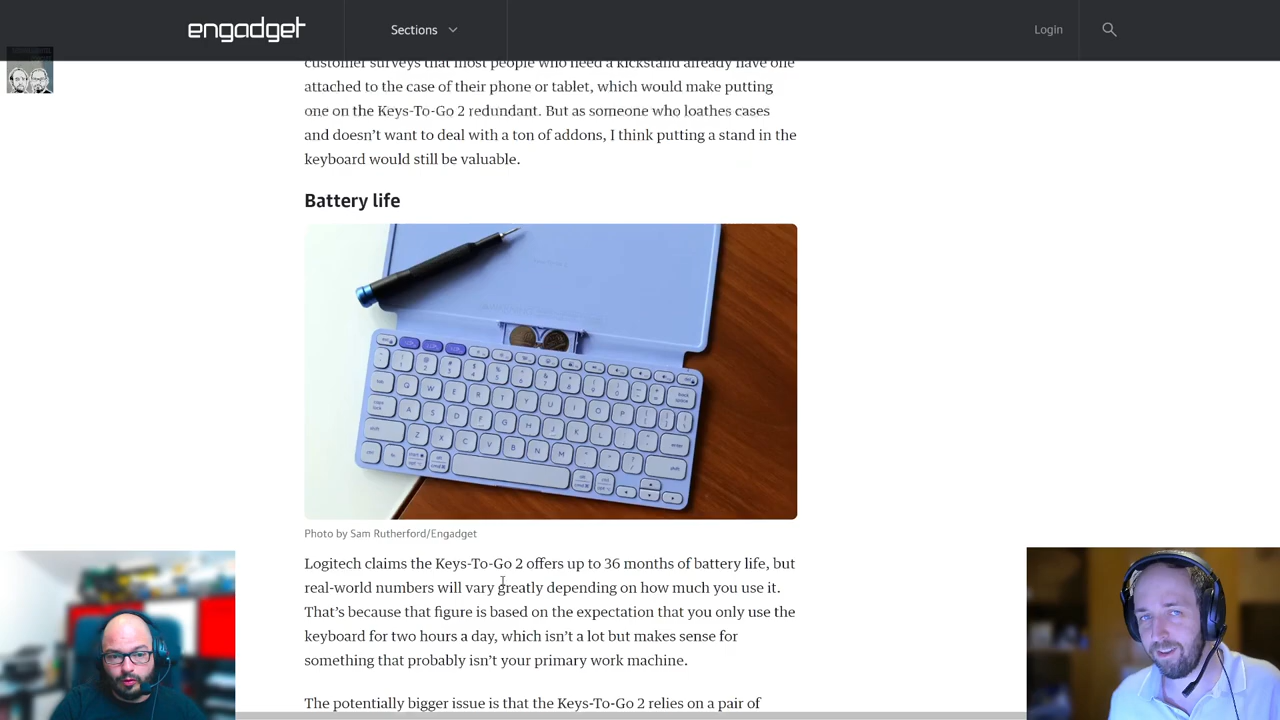 engadget
Sections
Login
customer surveys that most people who need a kickstand already have one
attached to the case of their phone or tablet, which would make putting
one on the Keys-To-Go 2 redundant. But as someone who loathes cases
and doesn’t want to deal with a ton of addons, I think putting a stand in the
keyboard would still be valuable.
Battery life
Photo by Sam Rutherford/Engadget
Logitech claims the Keys-To-Go 2 offers up to 36 months of battery life, but
real-world numbers will vary greatly depending on how much you use it.
That’s because that figure is based on the expectation that you only use the
keyboard for two hours a day, which isn’t a lot but makes sense for
something that probably isn’t your primary work machine.
The potentially bigger issue is that the Keys-To-Go 2 relies on a pair of